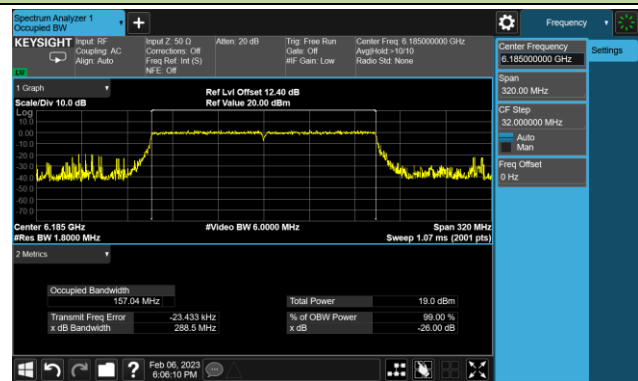 Spectrum Analyzer 1
Occupied BW
Frequency
KEYSIGHT
Input: RF
Coupling: AC
Align: Auto
Input Z: 50 Ω
Corrections: Off
Freq Ref: Int (S)
NFE: Off
Atten: 20 dB
Trig: Free Run
Gate: Off
#IF Gain: Low
Center Freq: 6.185000000 GHz
Avg|Hold:>10/10
Radio Std: None
Center Frequency
6.185000000 GHz
Settings
Span
320.00 MHz
CF Step
32.000000 MHz
Auto
Man
Freq Offset
0 Hz
1 Graph
Scale/Div 10.0 dB
Ref Lvl Offset 12.40 dB
Ref Value 20.00 dBm
Log
10.0
0.00
-10.0
-20.0
-30.0
-40.0
-50.0
-60.0
-70.0
Center 6.185 GHz
#Video BW 6.0000 MHz
Span 320 MHz
#Res BW 1.8000 MHz
Sweep 1.07 ms (2001 pts)
2 Metrics
Occupied Bandwidth
157.04 MHz
Total Power 19.0 dBm
Transmit Freq Error -23.433 kHz
% of OBW Power 99.00 %
x dB Bandwidth 288.5 MHz
x dB -26.00 dB
Feb 06, 2023
6:06:10 PM